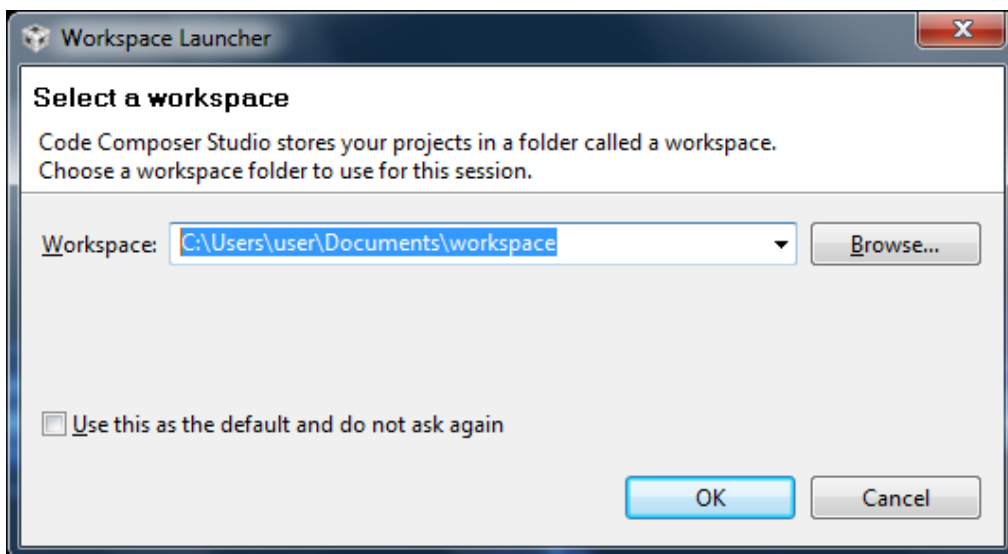 Workspace Launcher
Select a workspace
Code Composer Studio stores your projects in a folder called a workspace.
Choose a workspace folder to use for this session.
Workspace: C:\Users\user\Documents\workspace Browse...
Use this as the default and do not ask again
OK Cancel